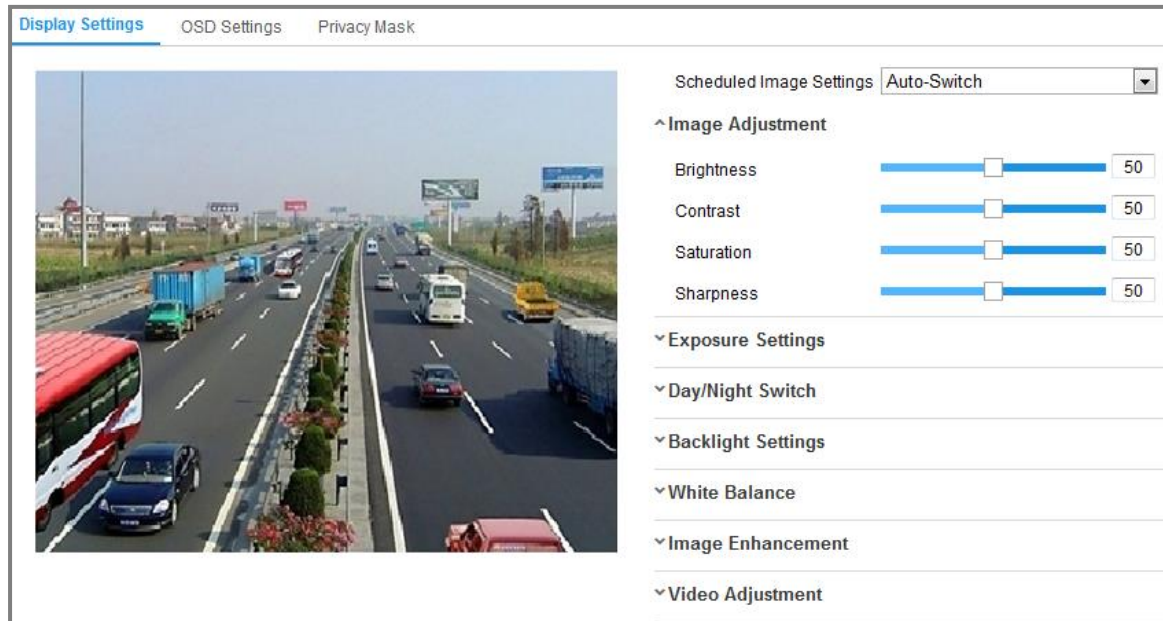 Display Settings OSD Settings Privacy Mask
Scheduled Image Settings Auto-Switch
Image Adjustment
Brightness 50
Contrast 50
Saturation 50
Sharpness 50
Exposure Settings
Day/Night Switch
Backlight Settings
White Balance
Image Enhancement
Video Adjustment